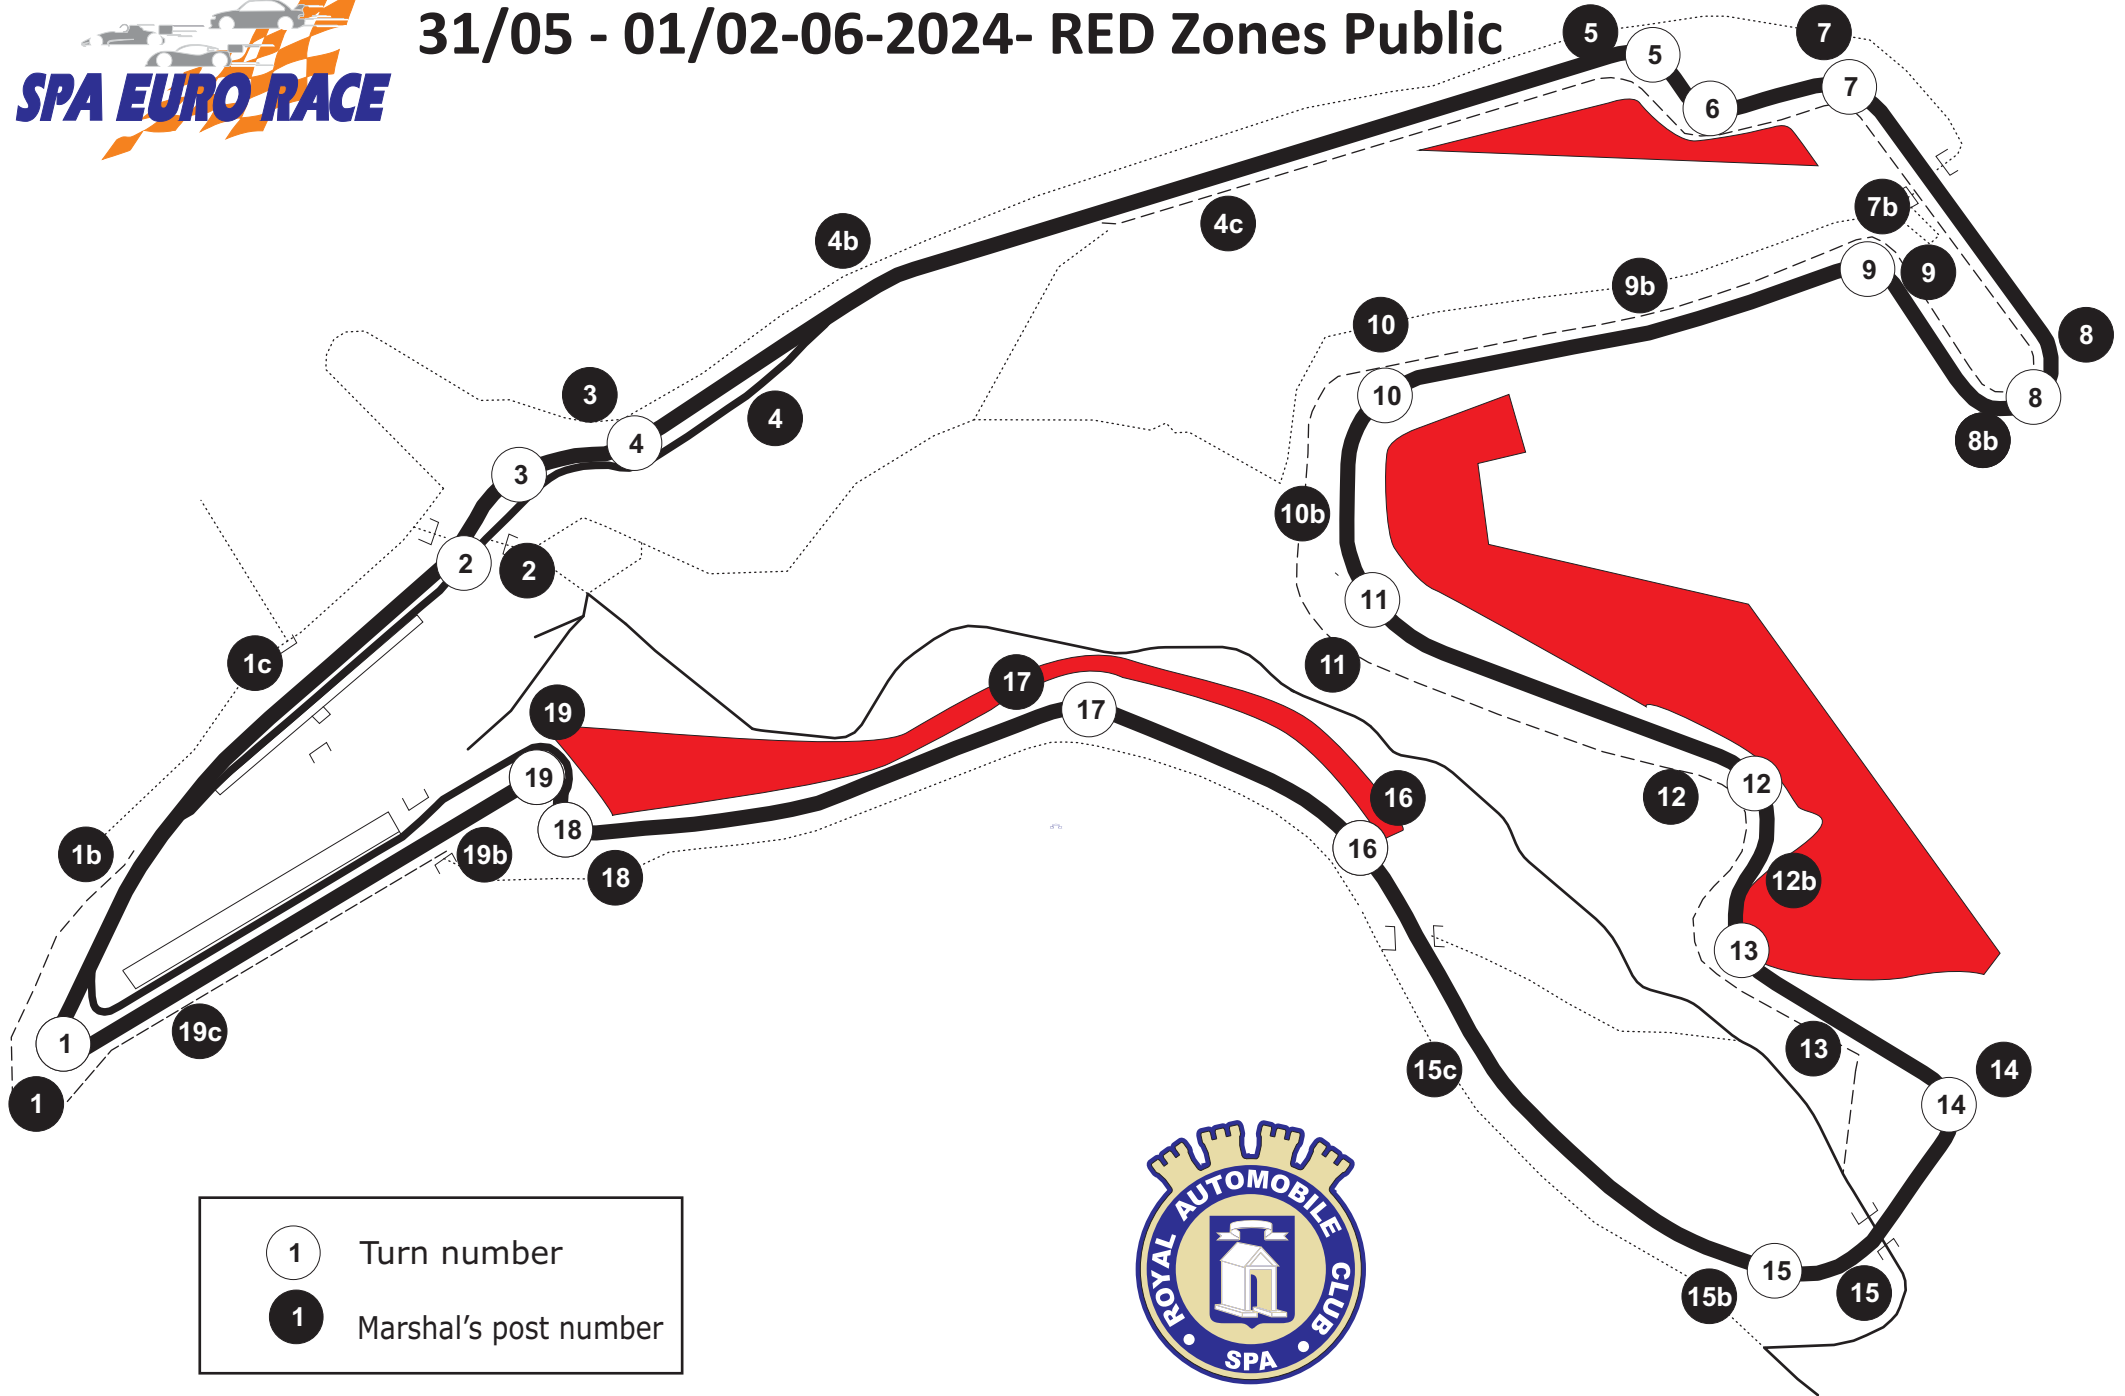 31/05 - 01/02-06-2024- RED Zones Public
SPA EURO RACE
5
7
5
7
6
7b
4c
4b
9
9
9b
10
8
3
10
8
4
4
8b
3
10b
2
2
11
1c
11
17
19
17
19
12
12
16
18
16
1b
19b
18
12b
13
19c
1
13
15c
14
14
1
15
15
15b
1 Turn number
1 Marshal's post number
ROYAL AUTOMOBILE CLUB
SPA